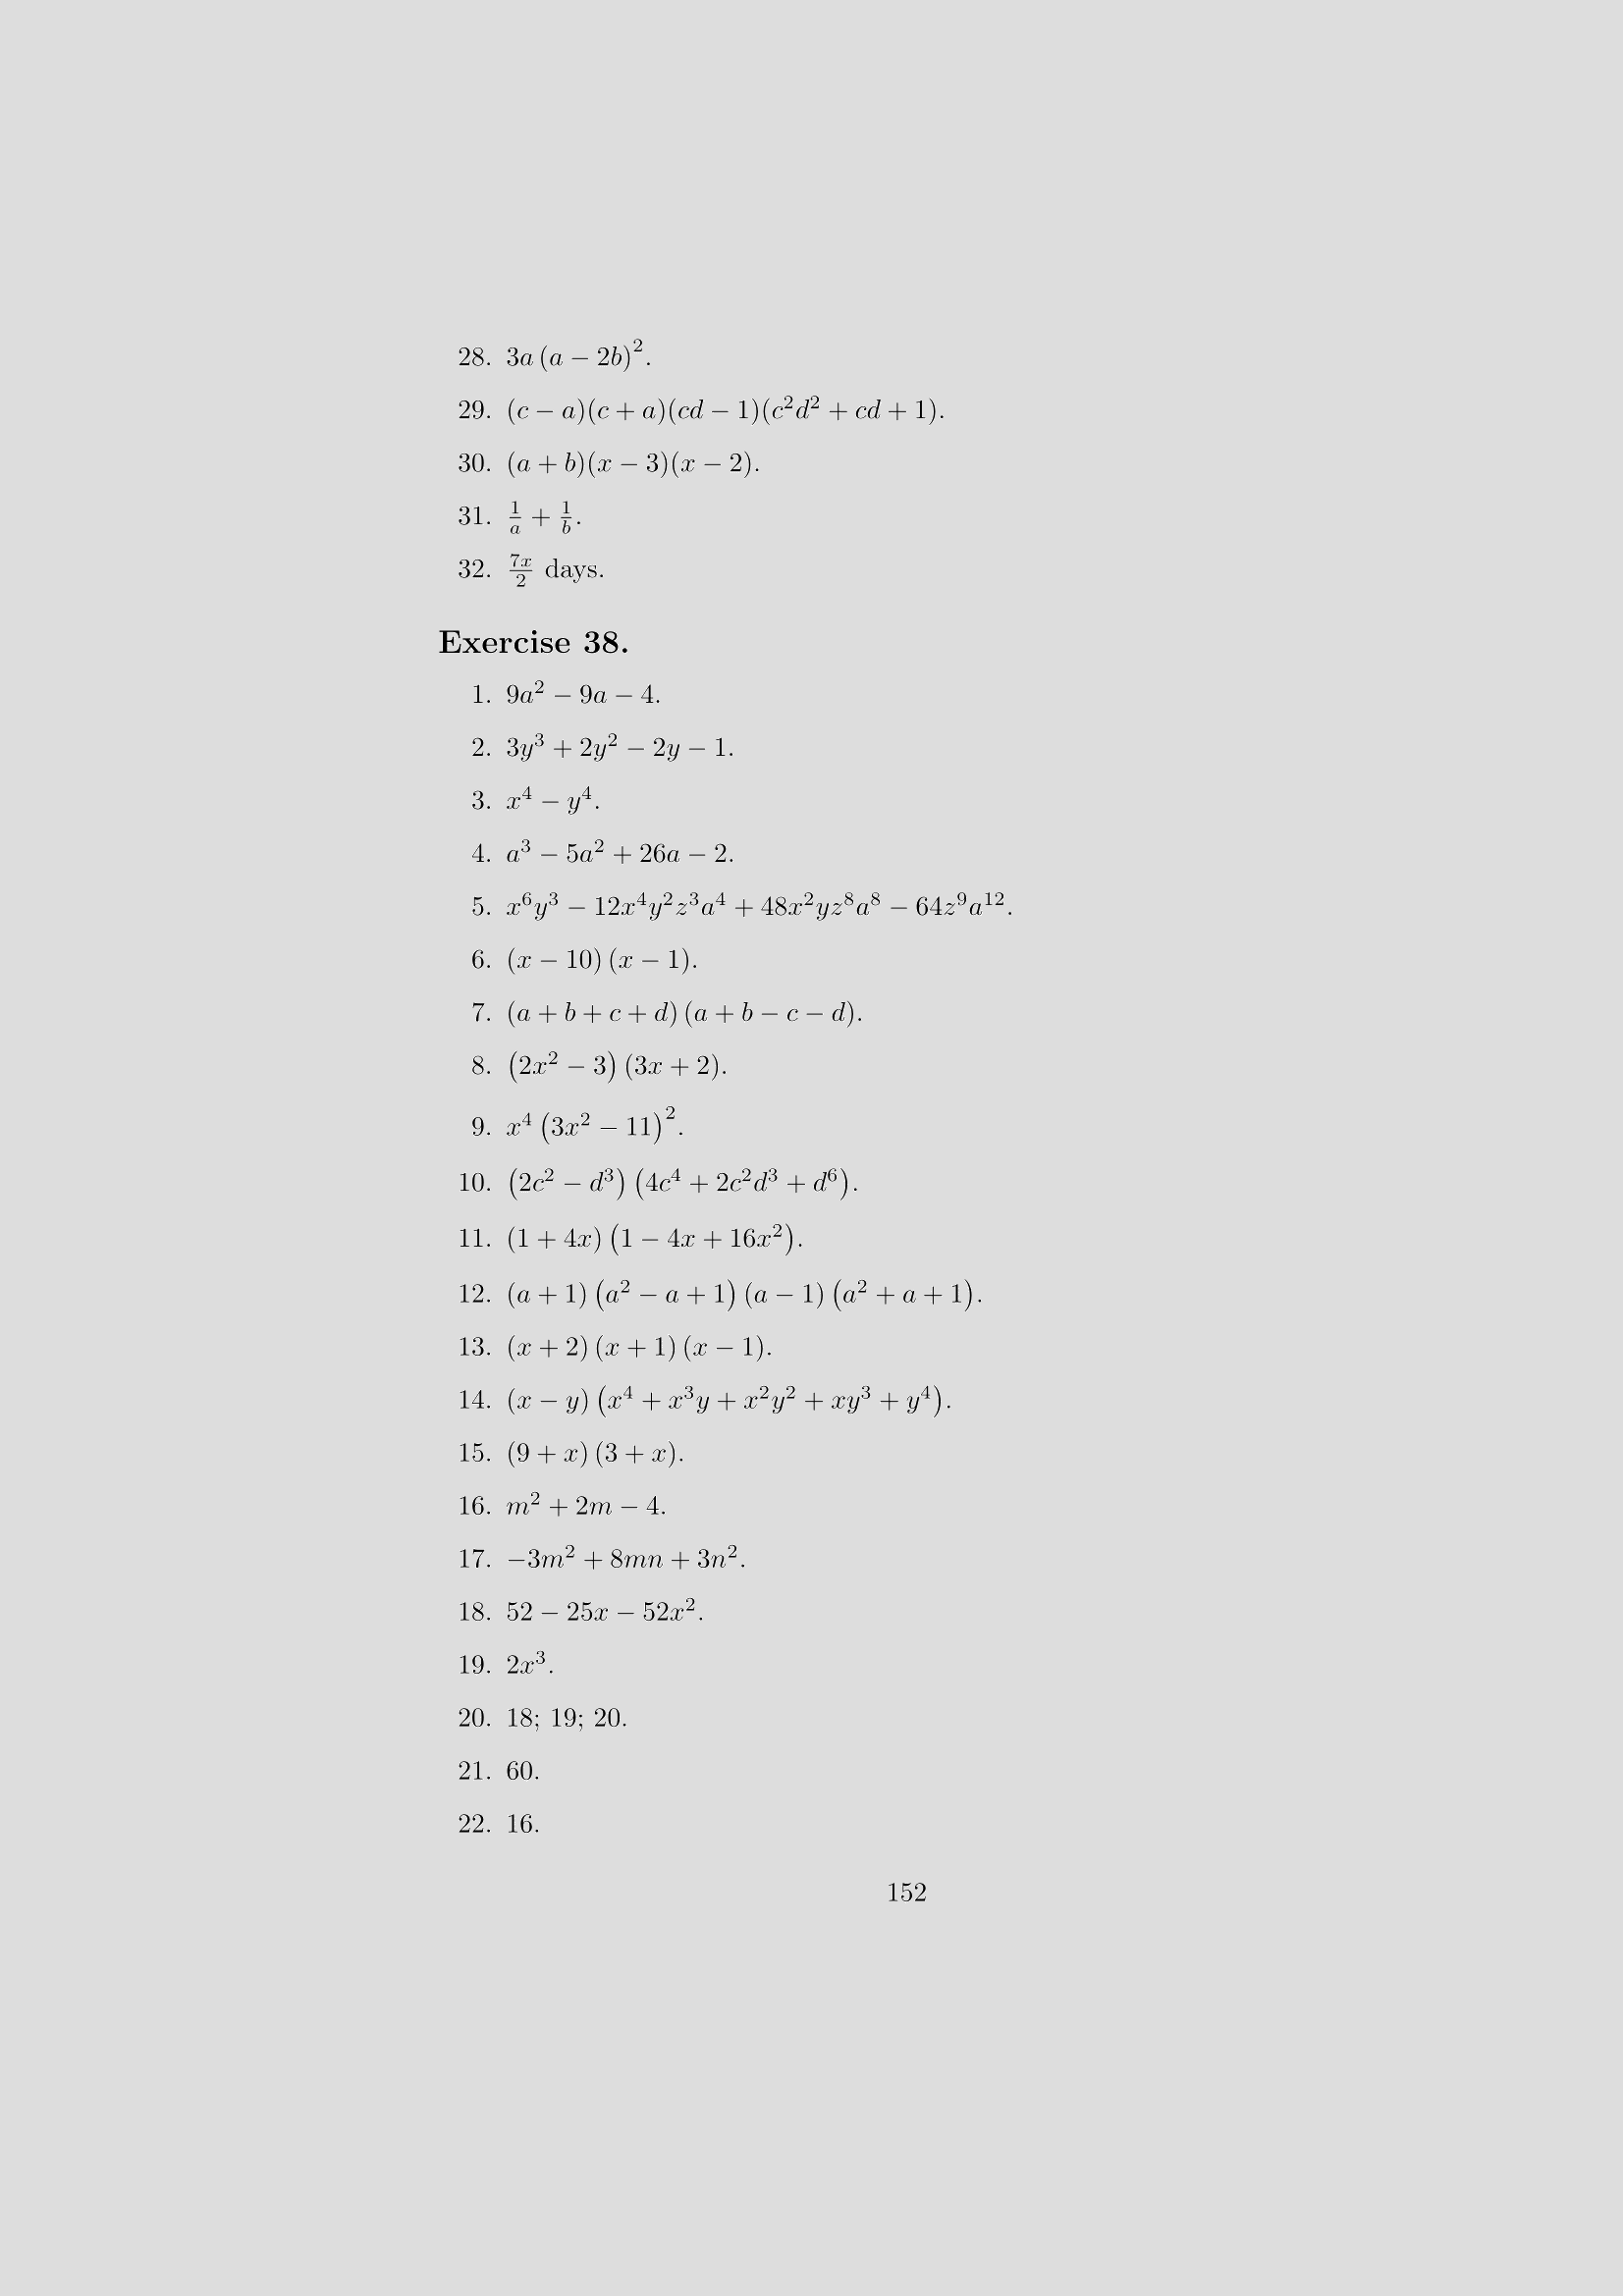 28. $3a\,(a-2b)^2$.
29. $(c-a)(c+a)(cd-1)(c^2d^2+cd+1)$.
30. $(a+b)(x-3)(x-2)$.
31. $\frac{1}{a}+\frac{1}{b}$.
32. $\frac{7x}{2}$ days.
Exercise 38.
1. $9a^2-9a-4$.
2. $3y^3+2y^2-2y-1$.
3. $x^4-y^4$.
4. $a^3-5a^2+26a-2$.
5. $x^6y^3-12x^4y^2z^3a^4+48x^2yz^8a^8-64z^9a^{12}$.
6. $(x-10)(x-1)$.
7. $(a+b+c+d)(a+b-c-d)$.
8. $(2x^2-3)(3x+2)$.
9. $x^4(3x^2-11)^2$.
10. $(2c^2-d^3)(4c^4+2c^2d^3+d^6)$.
11. $(1+4x)(1-4x+16x^2)$.
12. $(a+1)(a^2-a+1)(a-1)(a^2+a+1)$.
13. $(x+2)(x+1)(x-1)$.
14. $(x-y)(x^4+x^3y+x^2y^2+xy^3+y^4)$.
15. $(9+x)(3+x)$.
16. $m^2+2m-4$.
17. $-3m^2+8mn+3n^2$.
18. $52-25x-52x^2$.
19. $2x^3$.
20. 18; 19; 20.
21. 60.
22. 16.
152